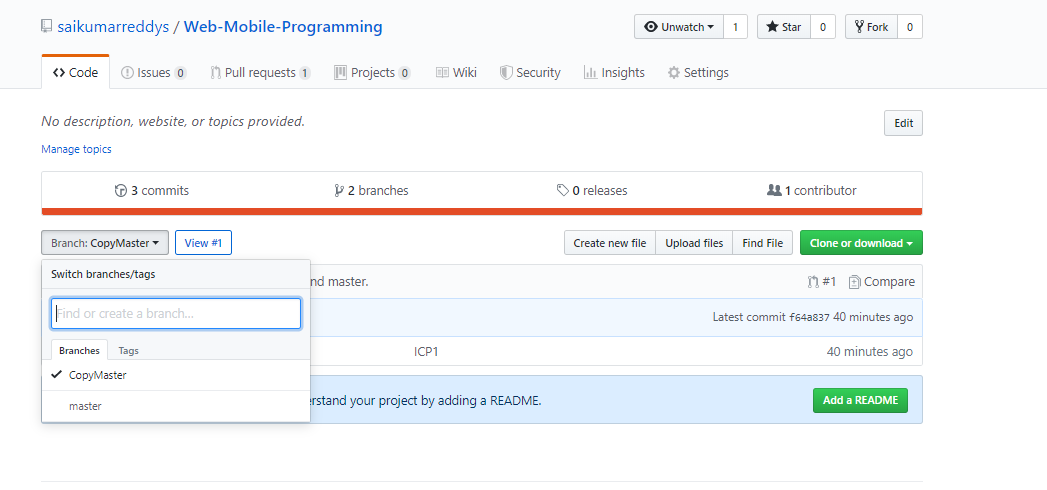 saikumarreddys / Web-Mobile-Programming
Unwatch 1 Star 0 Fork 0
Code Issues 0 Pull requests 1 Projects 0 Wiki Security Insights Settings
No description, website, or topics provided.
Edit
Manage topics
3 commits 2 branches 0 releases 1 contributor
Branch: CopyMaster View #1 Create new file Upload files Find File Clone or download
Switch branches/tags
nd master. #1 Compare
Find or create a branch...
Latest commit f64a837 40 minutes ago
Branches Tags
ICP1 40 minutes ago
CopyMaster
erstand your project by adding a README. Add a README
master